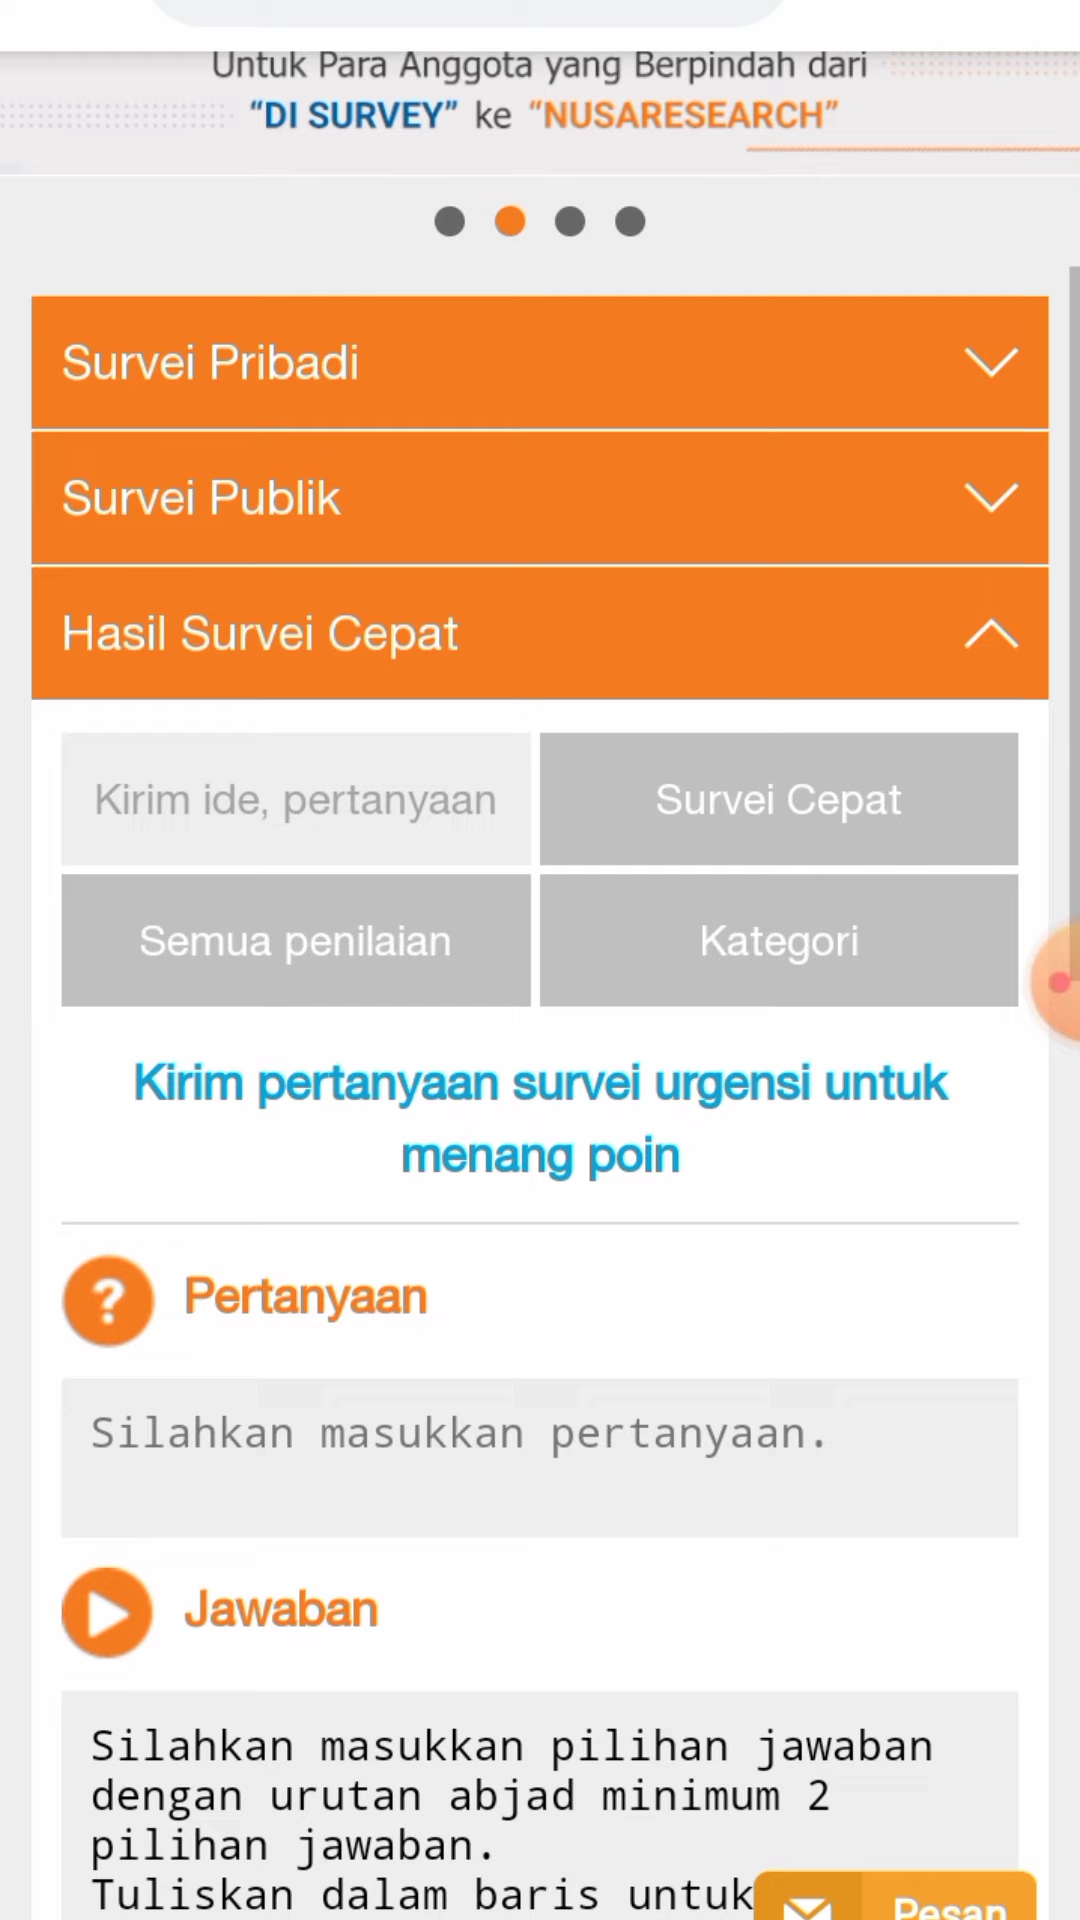 Untuk Para Anggota yang Berpindah dari
“DI SURVEY” ke “NUSARESEARCH”
Survei Pribadi
Survei Publik
Hasil Survei Cepat
Kirim ide, pertanyaan
Survei Cepat
Semua penilaian
Kategori
Kirim pertanyaan survei urgensi untuk
menang poin
?
Pertanyaan
Silahkan masukkan pertanyaan.
Jawaban
Silahkan masukkan pilihan jawaban
dengan urutan abjad minimum 2
pilihan jawaban.
Tuliskan dalam baris untuk
Pesan